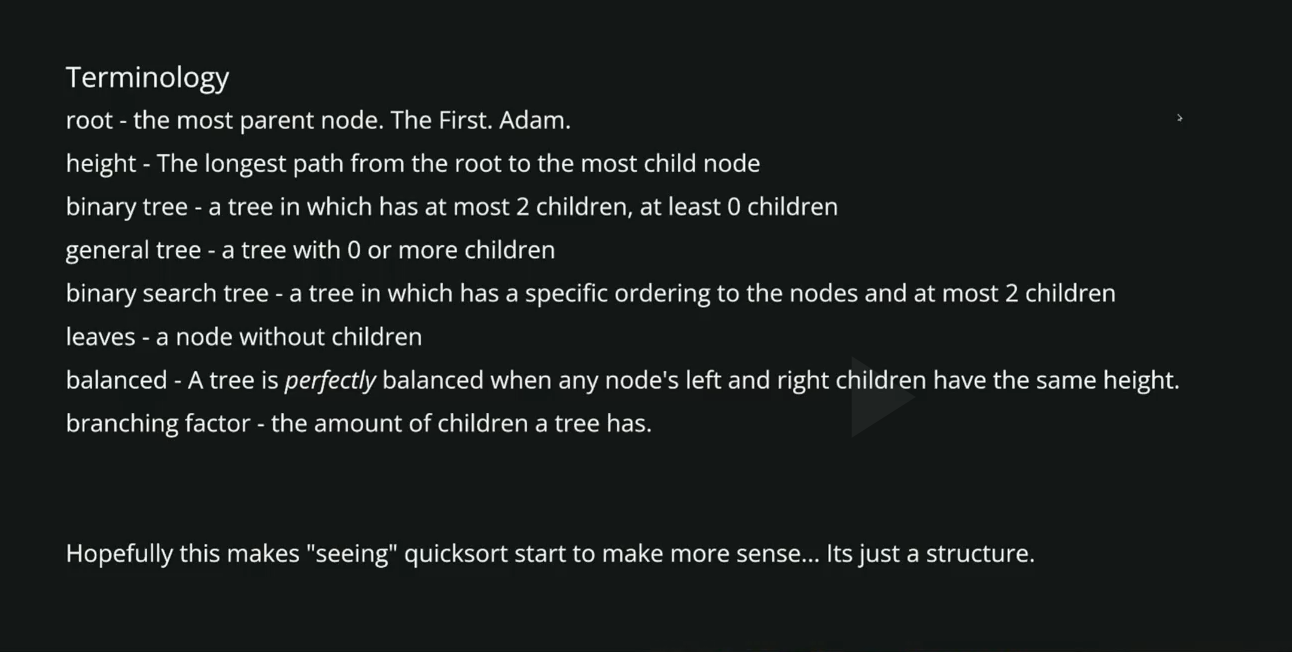 Terminology
root - the most parent node. The First. Adam.
height - The longest path from the root to the most child node
binary tree - a tree in which has at most 2 children, at least 0 children
general tree - a tree with 0 or more children
binary search tree - a tree in which has a specific ordering to the nodes and at most 2 children
leaves - a node without children
balanced - A tree is perfectly balanced when any node's left and right children have the same height.
branching factor - the amount of children a tree has.
Hopefully this makes "seeing" quicksort start to make more sense... Its just a structure.